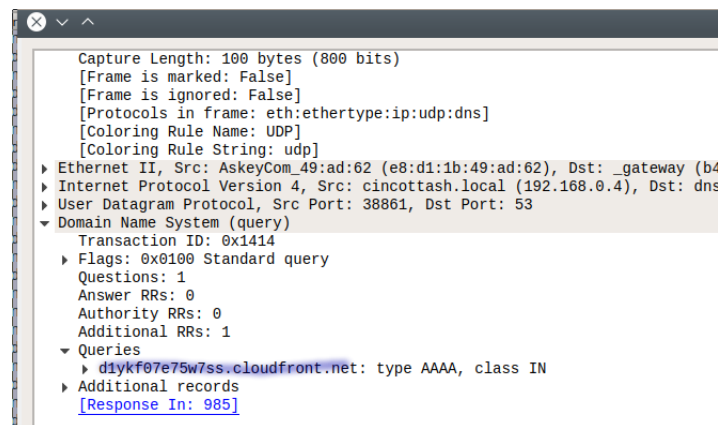 Capture Length: 100 bytes (800 bits)
[Frame is marked: False]
[Frame is ignored: False]
[Protocols in frame: eth:ethertype:ip:udp:dns]
[Coloring Rule Name: UDP]
[Coloring Rule String: udp]
Ethernet II, Src: AskeyCom_49:ad:62 (e8:d1:1b:49:ad:62), Dst: _gateway (b4
Internet Protocol Version 4, Src: cincottash.local (192.168.0.4), Dst: dns
User Datagram Protocol, Src Port: 38861, Dst Port: 53
Domain Name System (query)
Transaction ID: 0x1414
Flags: 0x0100 Standard query
Questions: 1
Answer RRs: 0
Authority RRs: 0
Additional RRs: 1
Queries
d1ykf07e75w7ss.cloudfront.net: type AAAA, class IN
Additional records
[Response In: 985]